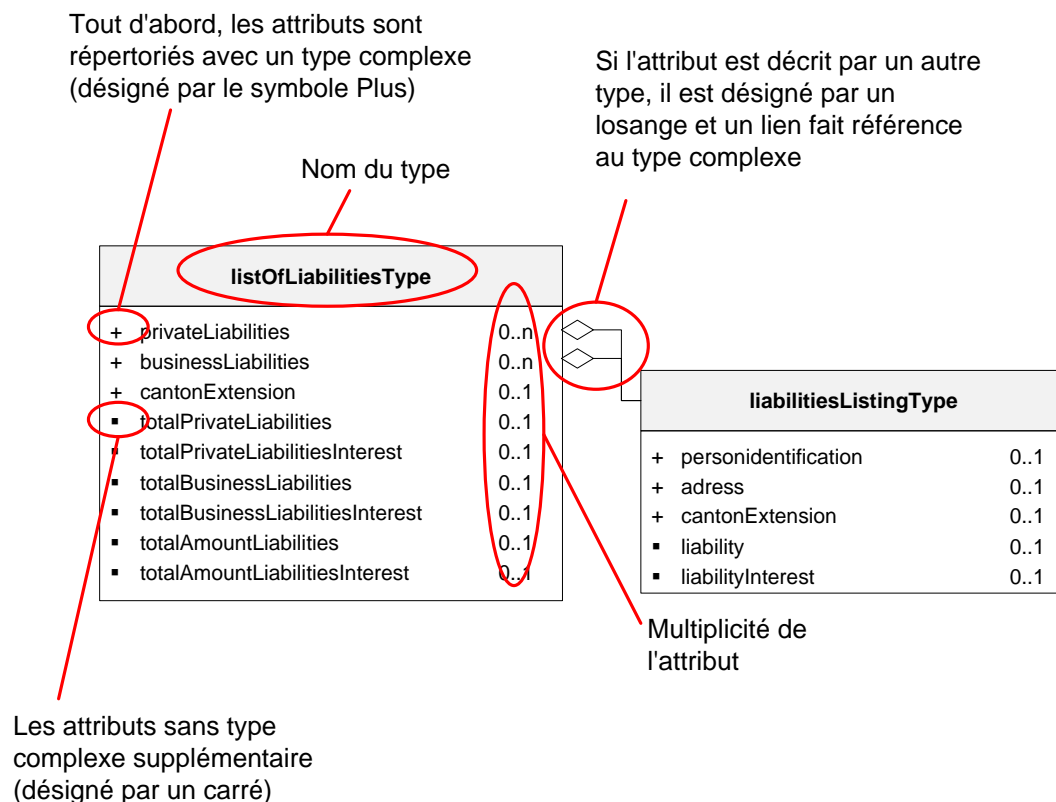 Tout d'abord, les attributs sont
répertoriés avec un type complexe
(désigné par le symbole Plus)
Si l'attribut est décrit par un autre
type, il est désigné par un
losange et un lien fait référence
au type complexe
Nom du type
listOfLiabilitiesType
+ privateLiabilities 0..n
+ businessLiabilities 0..n
+ cantonExtension 0..1
▪ totalPrivateLiabilities 0..1
▪ totalPrivateLiabilitiesInterest 0..1
▪ totalBusinessLiabilities 0..1
▪ totalBusinessLiabilitiesInterest 0..1
▪ totalAmountLiabilities 0..1
▪ totalAmountLiabilitiesInterest 0..1
liabilitiesListingType
+ personidentification 0..1
+ adress 0..1
+ cantonExtension 0..1
▪ liability 0..1
▪ liabilityInterest 0..1
Multiplicité de
l'attribut
Les attributs sans type
complexe supplémentaire
(désigné par un carré)